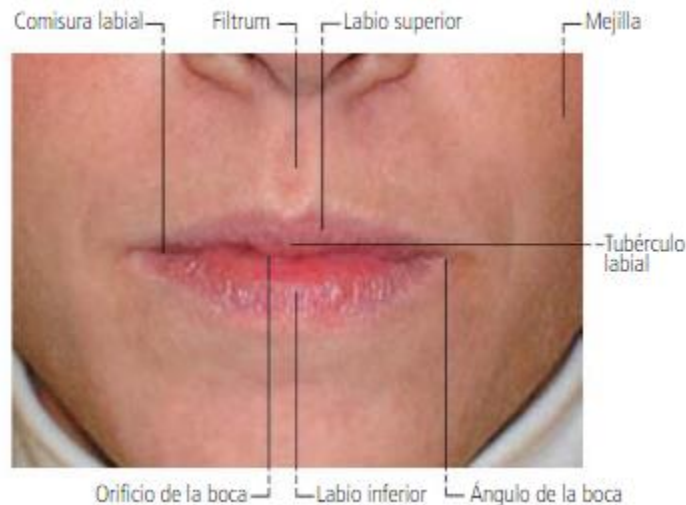 Comisura labial
Filtrum
Labio superior
Mejilla
Tubérculo
labial
Orificio de la boca
Labio inferior
Ángulo de la boca